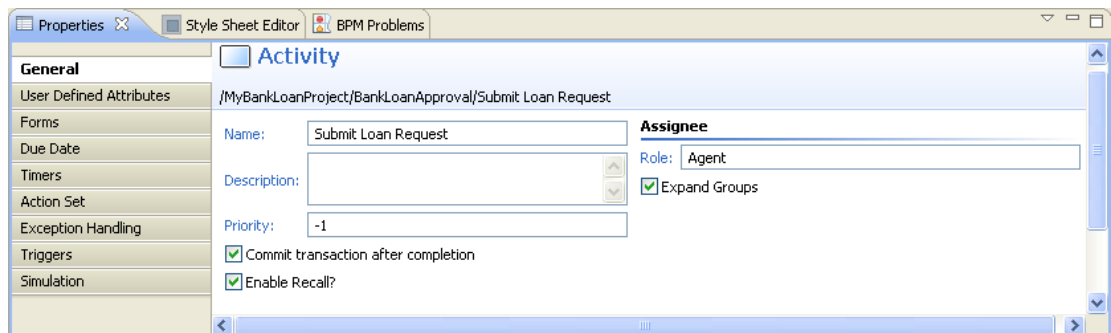 Properties
Style Sheet Editor
BPM Problems
General
User Defined Attributes
Forms
Due Date
Timers
Action Set
Exception Handling
Triggers
Simulation
Activity
/MyBankLoanProject/BankLoanApproval/Submit Loan Request
Name: Submit Loan Request
Description:
Priority: -1
Commit transaction after completion
Enable Recall?
Assignee
Role: Agent
Expand Groups